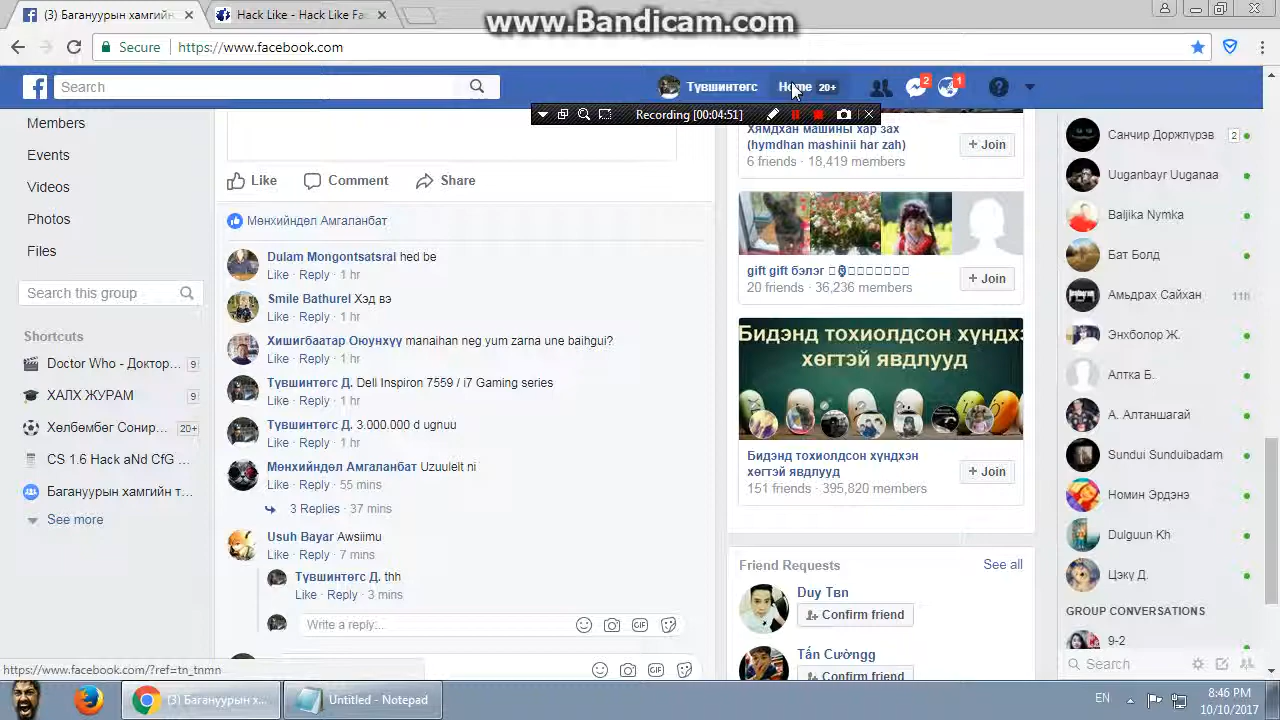 Багануурын хамгийн
Hack Like - Hack Like Fa
www.Bandicam.com
Secure
https://www.facebook.com
Search
Түвшинтөгс
Home 20+
2
1
Recording [00:04:51]
Members
Events
Videos
Photos
Files
Search this group
Shortcuts
Doctor Who - Доктор... 9
ХАЛХ ЖУРАМ 9
Хөлбөмбөг Сонир... 20+
CS 1.6 Hack aNd CfG ...
Багануурын хамгийн т...
See more
Like Comment Share
Мөнхийндэл Амгаланбат
Dulam Mongontsatsral hed be
Like · Reply · 1 hr
Smile Bathurel Хэд вэ
Like · Reply · 1 hr
Хишигбаатар Оюунхүү manaihan neg yum zarna une baihgui?
Like · Reply · 1 hr
Түвшинтөгс Д. Dell Inspiron 7559 / i7 Gaming series
Like · Reply · 1 hr
Түвшинтөгс Д. 3.000.000 d ugnuu
Like · Reply · 1 hr
Мөнхийндэл Амгаланбат Uzuulelt ni
Like · Reply · 55 mins
3 Replies · 37 mins
Usuh Bayar Awsiimu
Like · Reply · 7 mins
Түвшинтөгс Д. thh
Like · Reply · 3 mins
Write a reply...
Хямдхан машины хар зах
(hymdhan mashinii har zah)
6 friends · 18,419 members
+ Join
gift gift бэлэг
20 friends · 36,236 members
+ Join
Бидэнд тохиолдсон хүндхэ
хөгтэй явдлууд
Бидэнд тохиолдсон хүндхэн
хөгтэй явдлууд
151 friends · 395,820 members
+ Join
Friend Requests
See all
Duy Tвп
Confirm friend
Tấn Cườngg
Confirm friend
Санчир Доржпүрэв 2
Uuganbayr Uuganaa
Baljika Nymka
Бат Болд
Амьдрах Сайхан 11h
Энхболор Ж.
Алтка Б.
А. Алтаншагай
Sundui Sunduibadam
Номин Эрдэнэ
Dulguun Kh
Цэкү Д.
GROUP CONVERSATIONS
9-2
Search
https://www.facebook.com/?ref=tn_tnmn
(3) Багануурын х...
Untitled - Notepad
EN
8:46 PM
10/10/2017